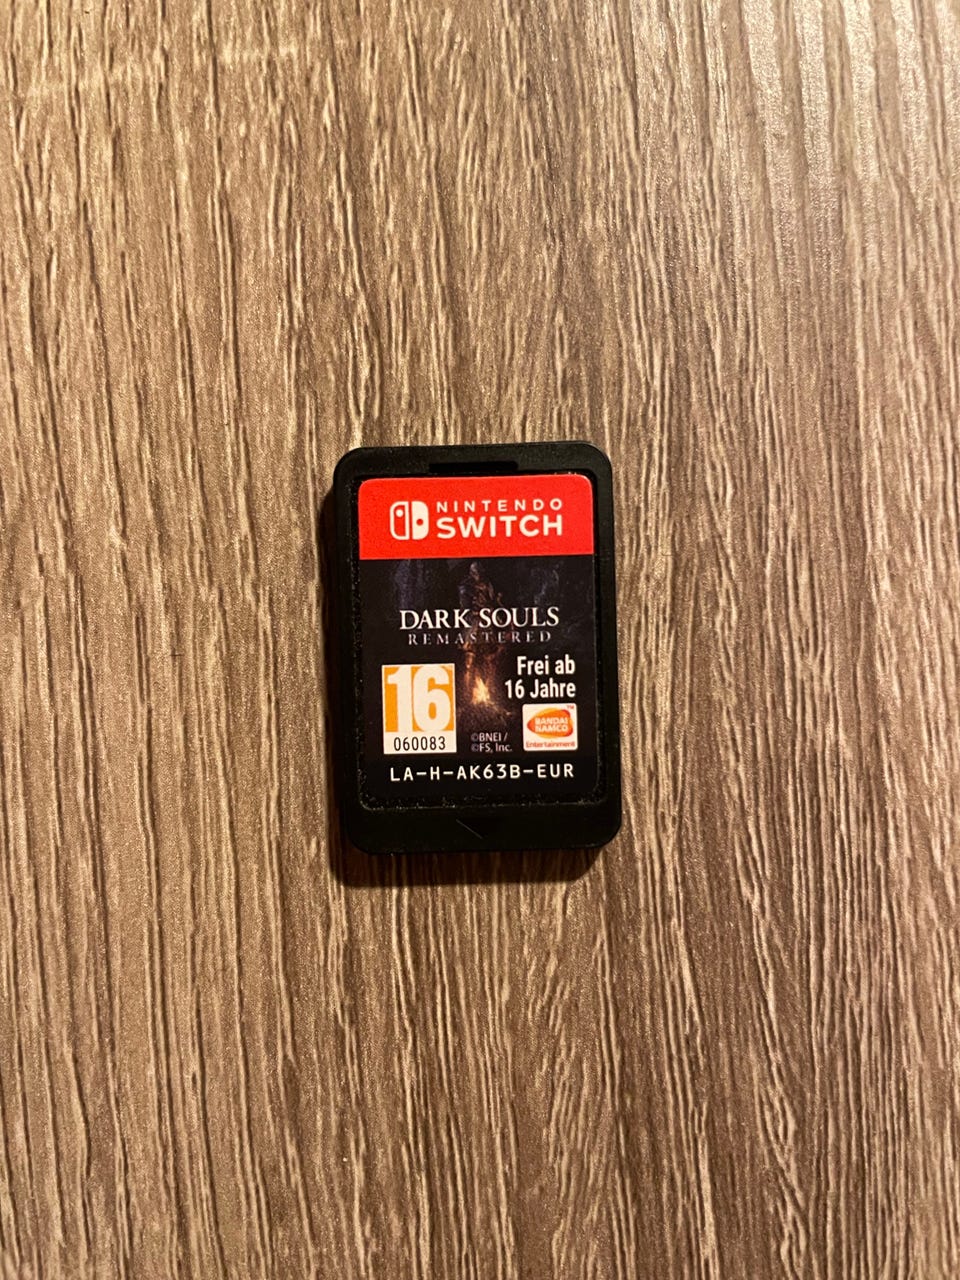 NINTENDO
SWITCH
DARK SOULS
REMASTERED
16
060083
Frei ab
16 Jahre
©BNEI /
©FS, Inc.
BANDAI
NAMCO
Entertainment
TM
LA-H-AK63B-EUR